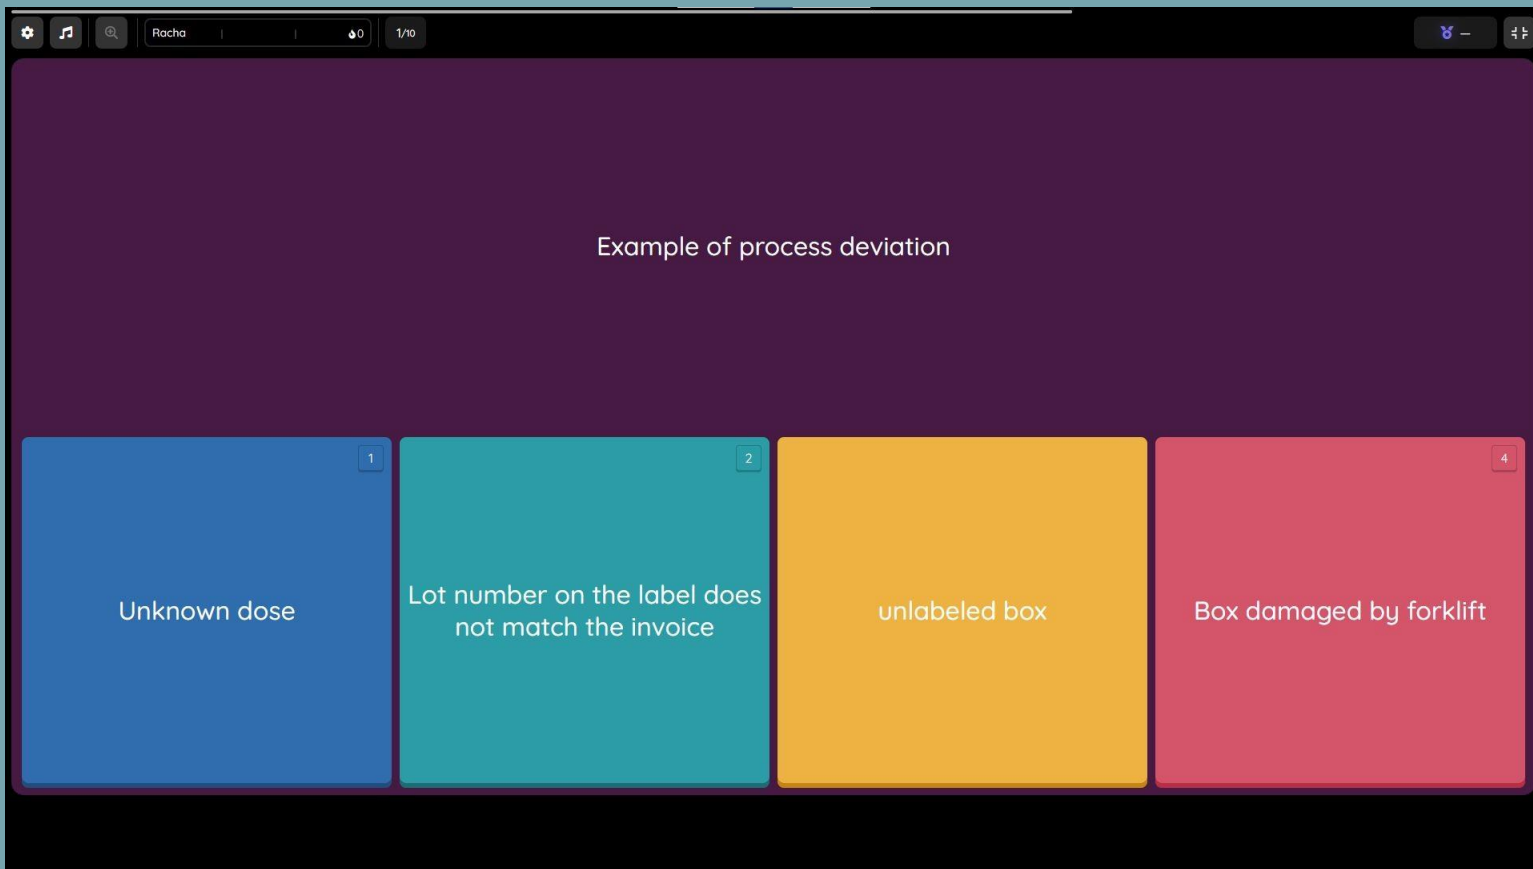 Racha
0
1/10
–
Example of process deviation
1
2
4
Unknown dose
Lot number on the label does
not match the invoice
unlabeled box
Box damaged by forklift